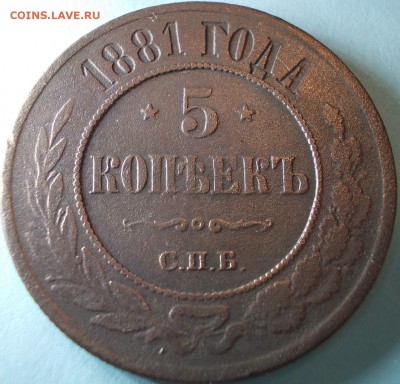 COINS.LAVE.RU
1881 ГОДА
5
КОПѢЕКЪ
С.П.Б.